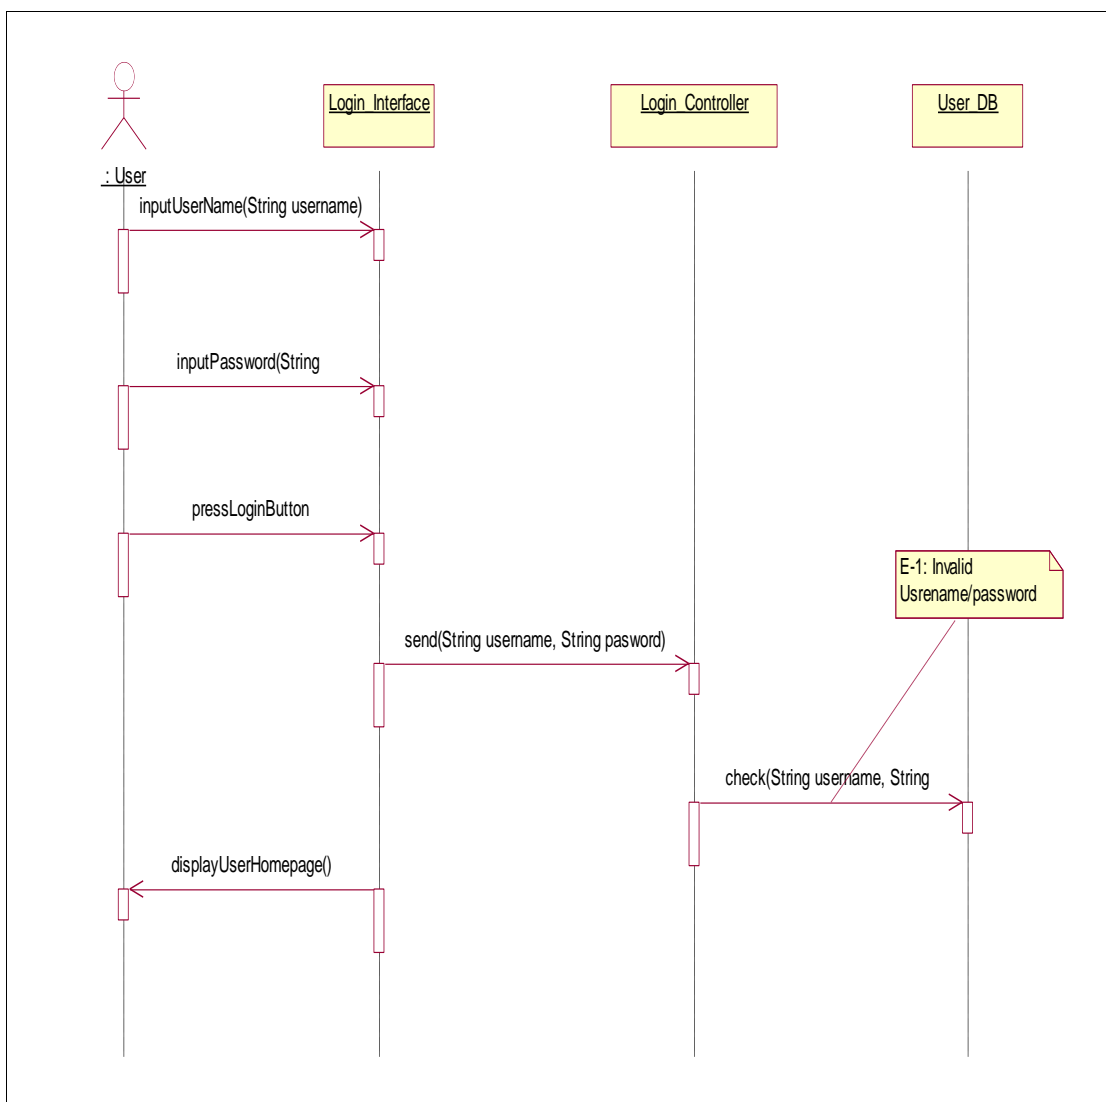 Login_Interface
Login_Controller
User_DB
: User
inputUserName(String username)
inputPassword(String
pressLoginButton
E-1: Invalid
Usrename/password
send(String username, String pasword)
check(String username, String
displayUserHomepage()